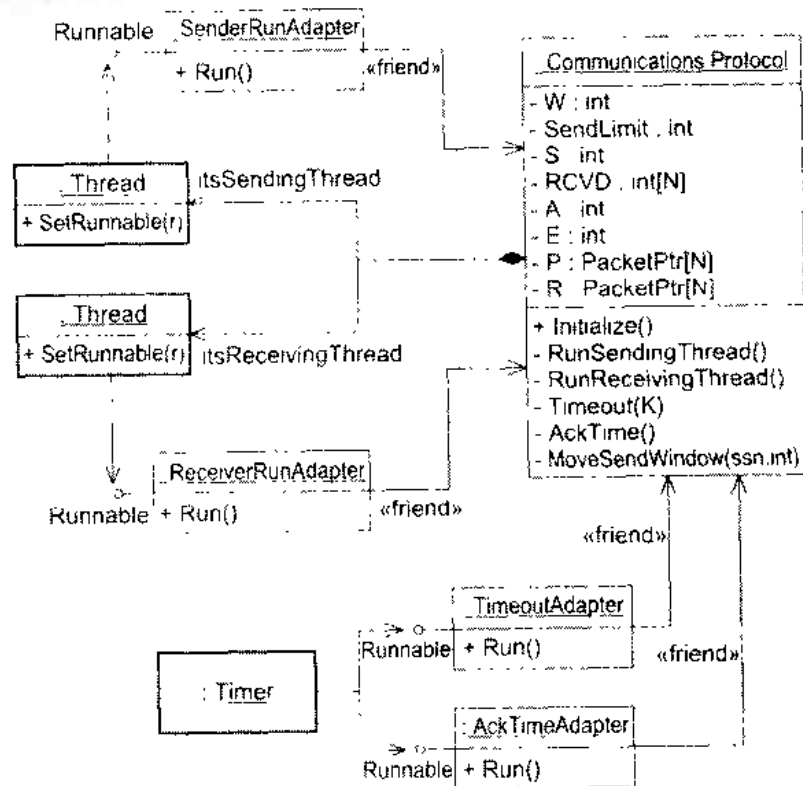 Runnable
: SenderRunAdapter
+ Run()
«friend»
: Communications Protocol
- W : int
- SendLimit : int
- S : int
- RCVD : int[N]
- A : int
- E : int
- P : PacketPtr[N]
- R : PacketPtr[N]
+ Initialize()
- RunSendingThread()
- RunReceivingThread()
- Timeout(K)
- AckTime()
- MoveSendWindow(ssn:int)
: Thread
+ SetRunnable(r)
itsSendingThread
: Thread
+ SetRunnable(r)
itsReceivingThread
: ReceiverRunAdapter
Runnable
+ Run()
«friend»
«friend»
: TimeoutAdapter
Runnable
+ Run()
«friend»
: Timer
: AckTimeAdapter
Runnable
+ Run()